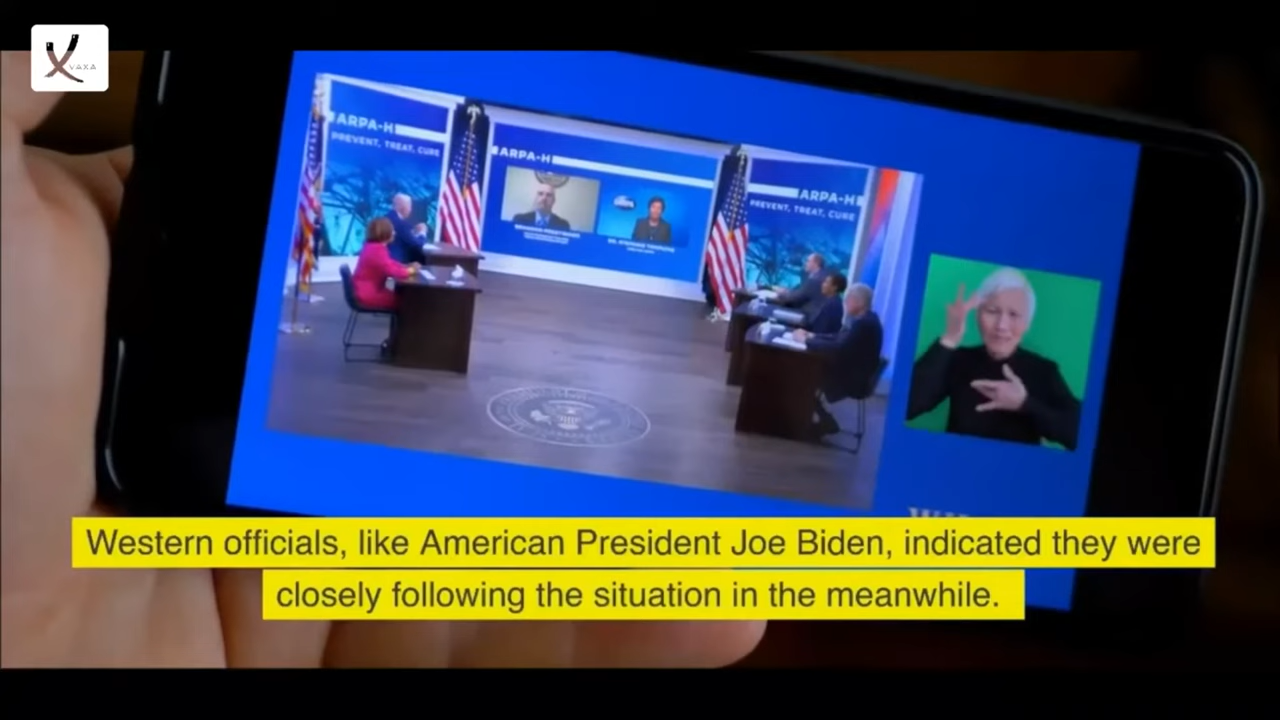 VAXA
ARPA-H
PREVENT, TREAT, CURE
ARPA-H
ARPA-H
PREVENT, TREAT, CURE
Western officials, like American President Joe Biden, indicated they were
closely following the situation in the meanwhile.